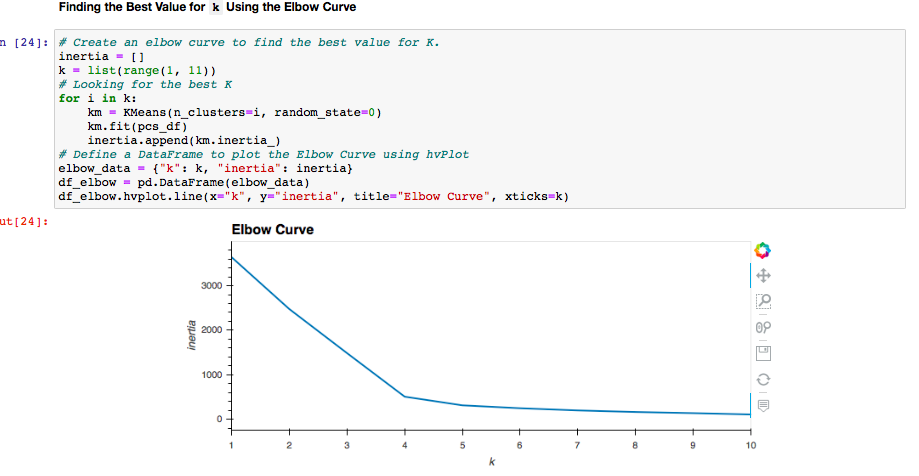 Finding the Best Value for k Using the Elbow Curve
n [24]: # Create an elbow curve to find the best value for K.
inertia = []
k = list(range(1, 11))
# Looking for the best K
for i in k:
    km = KMeans(n_clusters=i, random_state=0)
    km.fit(pcs_df)
    inertia.append(km.inertia_)
# Define a DataFrame to plot the Elbow Curve using hvPlot
elbow_data = {"k": k, "inertia": inertia}
df_elbow = pd.DataFrame(elbow_data)
df_elbow.hvplot.line(x="k", y="inertia", title="Elbow Curve", xticks=k)
ut[24]:
Elbow Curve
3000
2000
1000
0
inertia
1 2 3 4 5 6 7 8 9 10
k